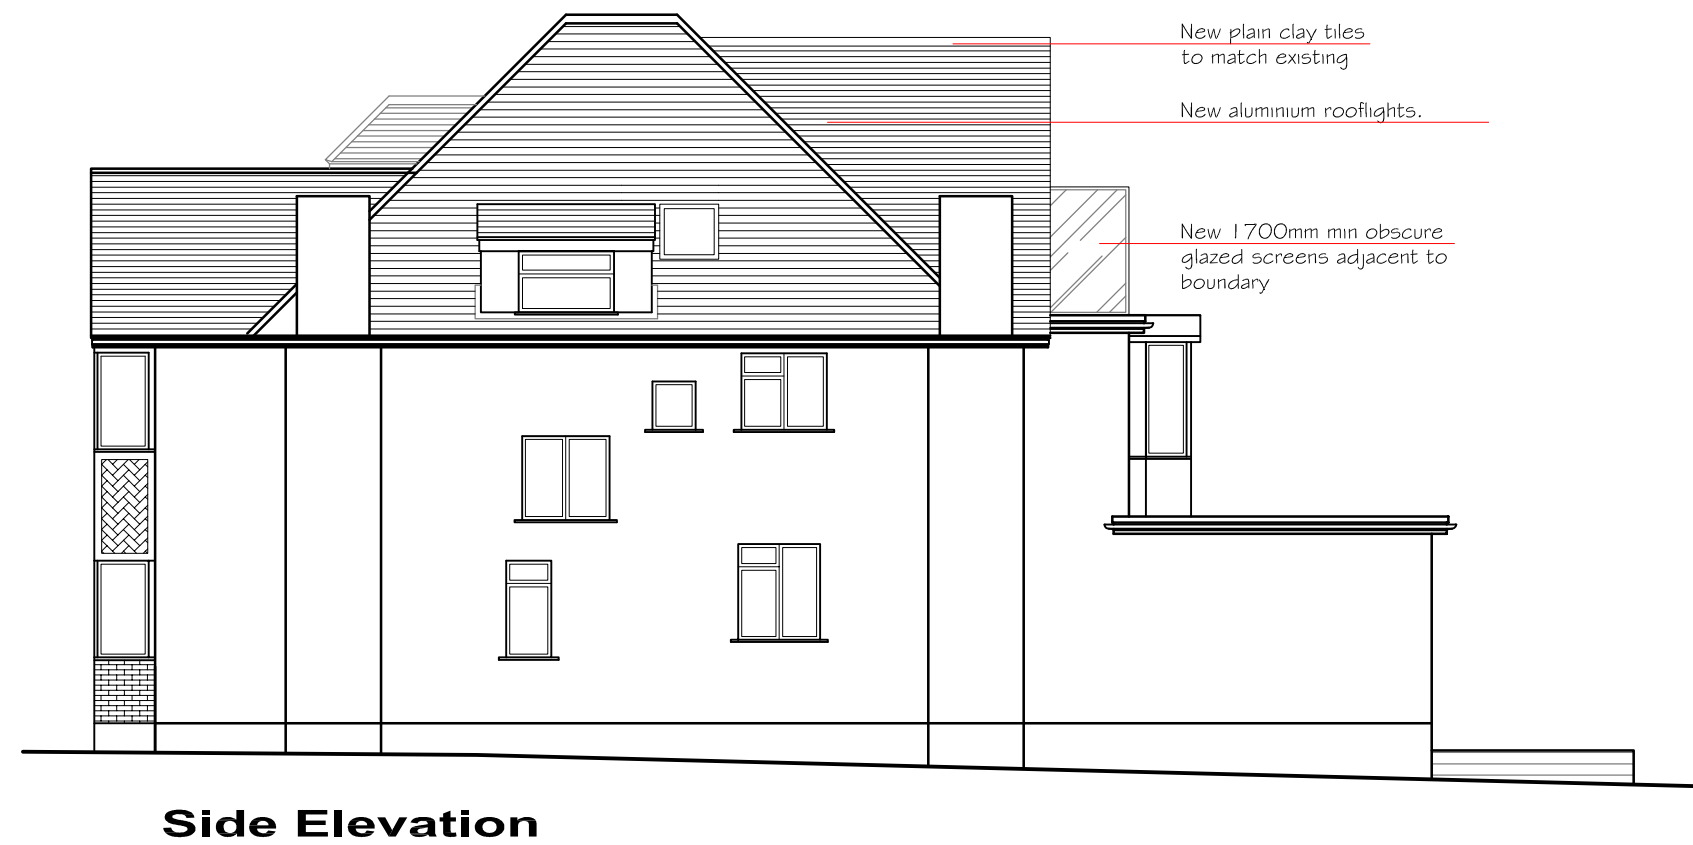 New plain clay tiles
to match existing
New aluminium rooflights.
New 1700mm min obscure
glazed screens adjacent to
boundary
Side Elevation